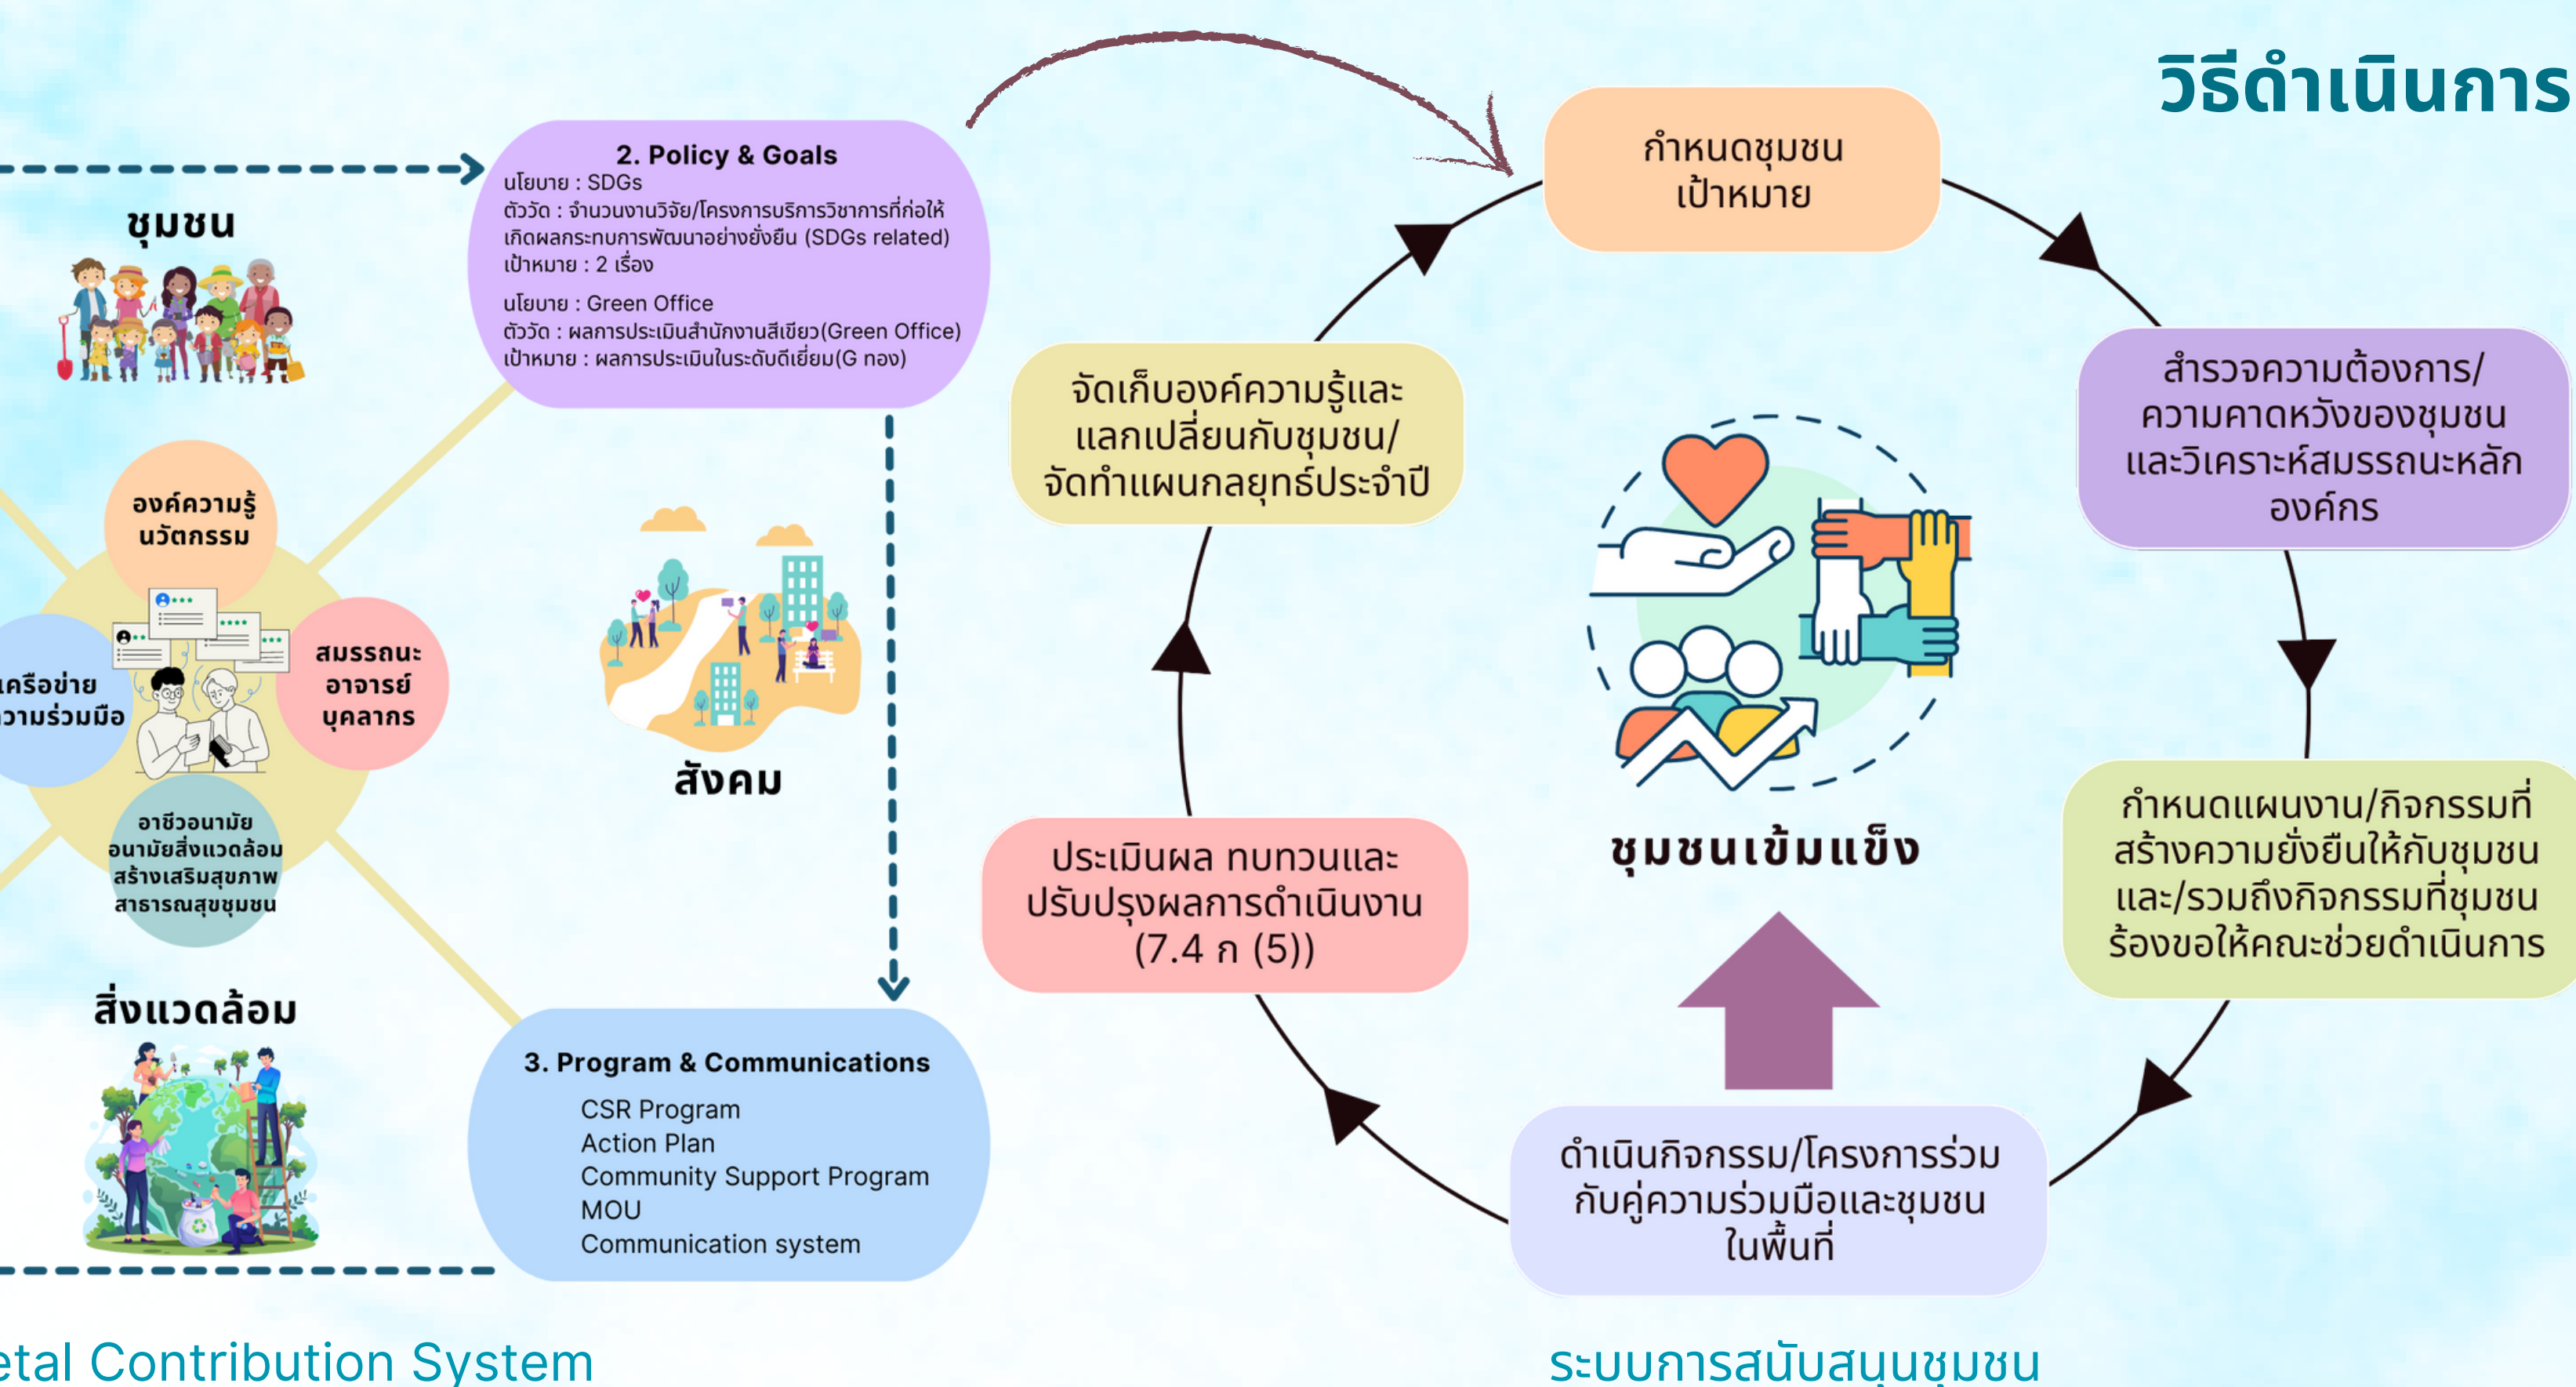 วิธีดำเนินการ
2. Policy & Goals
นโยบาย : SDGs
ตัววัด : จำนวนงานวิจัย/โครงการบริการวิชาการที่ก่อให้
เกิดผลกระทบการพัฒนาอย่างยั่งยืน (SDGs related)
เป้าหมาย : 2 เรื่อง
นโยบาย : Green Office
ตัววัด : ผลการประเมินสำนักงานสีเขียว(Green Office)
เป้าหมาย : ผลการประเมินในระดับดีเยี่ยม(G ทอง)
ชุมชน
องค์ความรู้
นวัตกรรม
สมรรถนะ
อาจารย์
บุคลากร
เครือข่าย
ความร่วมมือ
อาชีวอนามัย
อนามัยสิ่งแวดล้อม
สร้างเสริมสุขภาพ
สาธารณสุขชุมชน
สังคม
สิ่งแวดล้อม
3. Program & Communications
CSR Program
Action Plan
Community Support Program
MOU
Communication system
etal Contribution System
กำหนดชุมชน
เป้าหมาย
สำรวจความต้องการ/
ความคาดหวังของชุมชน
และวิเคราะห์สมรรถนะหลัก
องค์กร
กำหนดแผนงาน/กิจกรรมที่
สร้างความยั่งยืนให้กับชุมชน
และ/รวมถึงกิจกรรมที่ชุมชน
ร้องขอให้คณะช่วยดำเนินการ
ดำเนินกิจกรรม/โครงการร่วม
กับคู่ความร่วมมือและชุมชน
ในพื้นที่
ประเมินผล ทบทวนและ
ปรับปรุงผลการดำเนินงาน
(7.4 ก (5))
จัดเก็บองค์ความรู้และ
แลกเปลี่ยนกับชุมชน/
จัดทำแผนกลยุทธ์ประจำปี
ชุมชนเข้มแข็ง
ระบบการสนับสนุนชุมชน